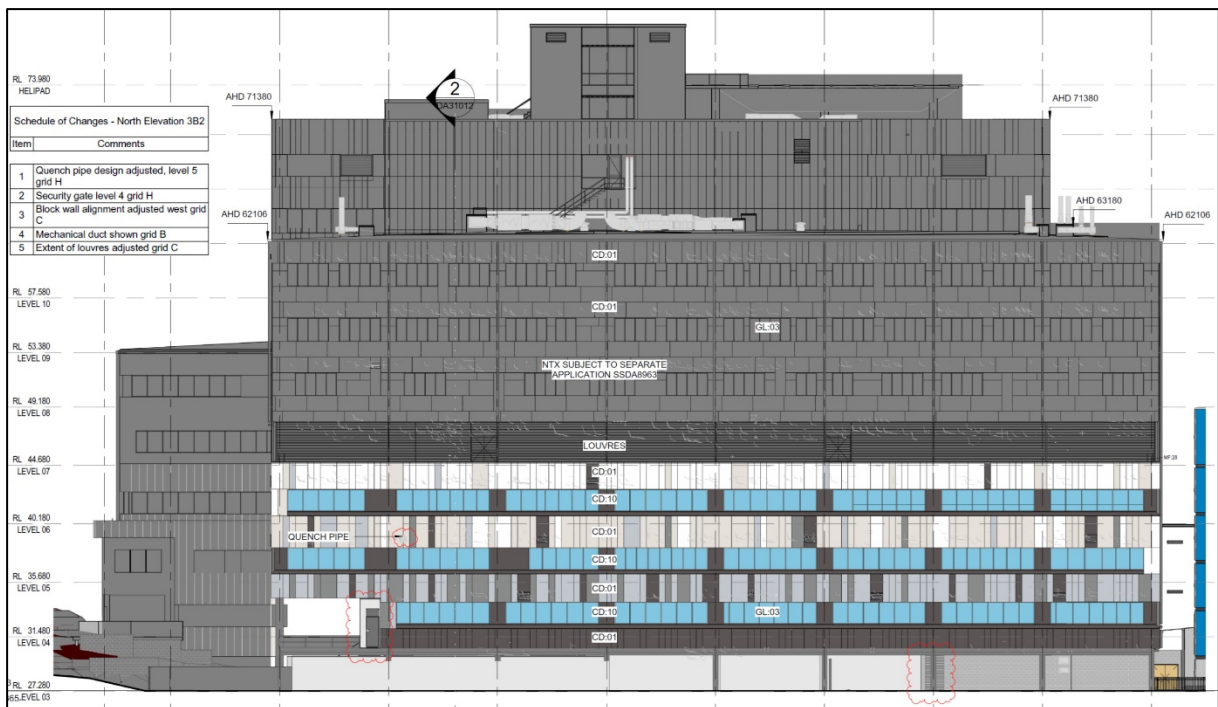 RL 73.980
HELIPAD
2
DA31012
AHD 71380
AHD 71380
Schedule of Changes - North Elevation 3B2
Item Comments
1 Quench pipe design adjusted, level 5
grid H
2 Security gate level 4 grid H
3 Block wall alignment adjusted west grid
C
4 Mechanical duct shown grid B
5 Extent of louvres adjusted grid C
AHD 62106
AHD 63180
AHD 62106
CD:01
RL 57.580
LEVEL 10
CD:01
GL:03
RL 53.380
LEVEL 09
NTX SUBJECT TO SEPARATE
APPLICATION SSDA8963
RL 49.180
LEVEL 08
LOUVRES
RL 44.680
LEVEL 07
CD:01
CD:10
RL 40.180
LEVEL 06
QUENCH PIPE
CD:01
CD:10
RL 35.680
LEVEL 05
CD:01
CD:10
GL:03
RL 31.480
LEVEL 04
CD:01
RL 27.280
LEVEL 03